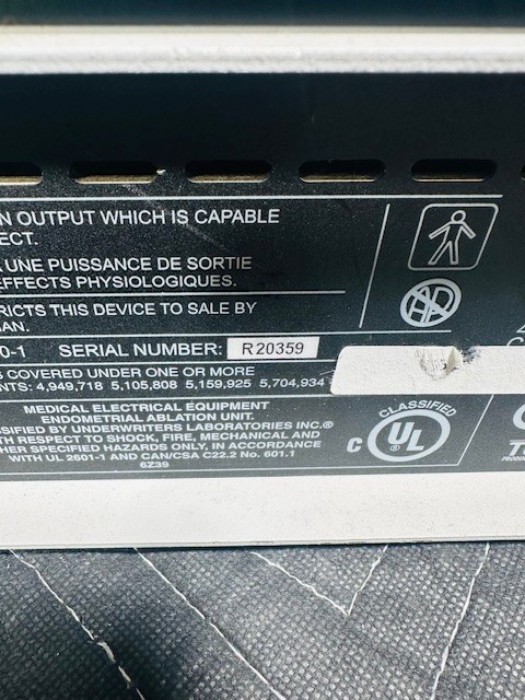 N OUTPUT WHICH IS CAPABLE
ECT.
UNE PUISSANCE DE SORTIE
EFFECTS PHYSIOLOGIQUES.
RICTS THIS DEVICE TO SALE BY
IAN.
0-1 SERIAL NUMBER: R20359
S COVERED UNDER ONE OR MORE
NTS: 4,949,718 5,105,808 5,159,925 5,704,934
MEDICAL ELECTRICAL EQUIPMENT
ENDOMETRIAL ABLATION UNIT.
SIFIED BY UNDERWRITERS LABORATORIES INC.®
TH RESPECT TO SHOCK, FIRE, MECHANICAL AND
HER SPECIFIED HAZARDS ONLY, IN ACCORDANCE
WITH UL 2601-1 AND CAN/CSA C22.2 No. 601.1
6Z39
CLASSIFIED
C UL ®